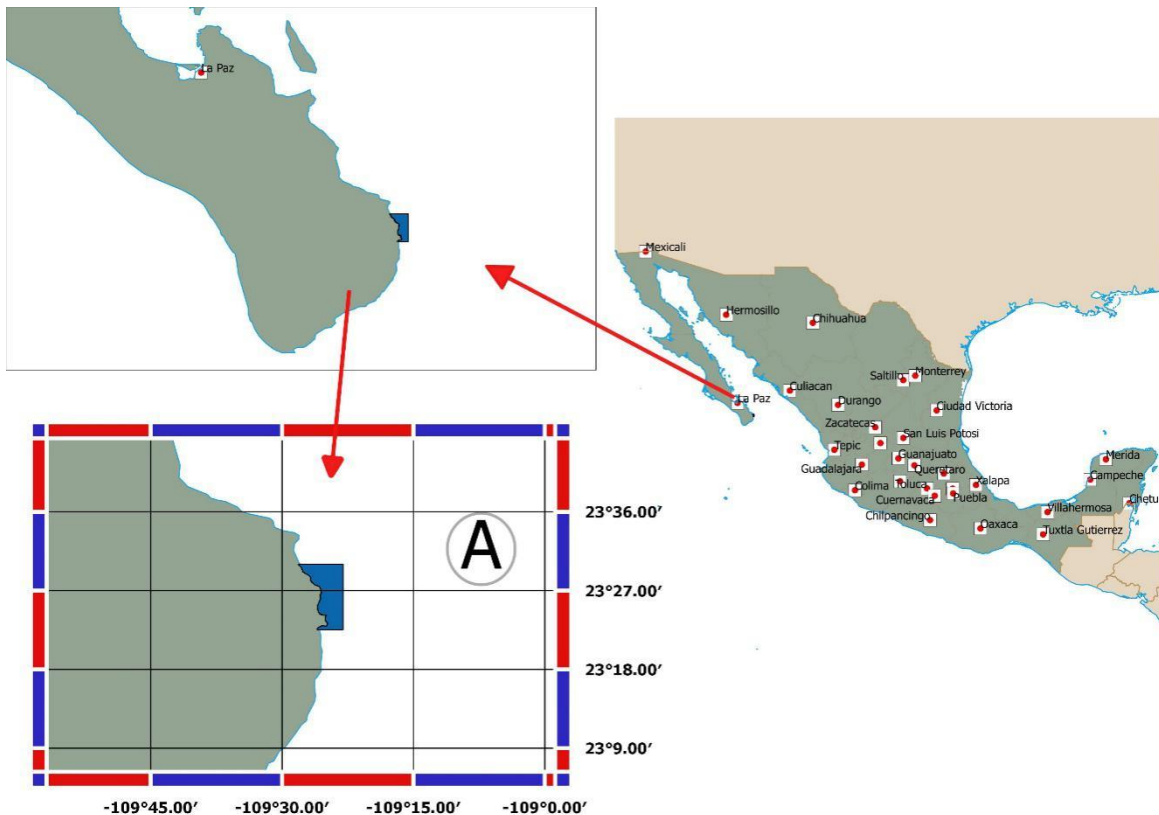 La Paz
Mexicali
Hermosillo
Chihuahua
Monterrey
Saltillo
Culiacan
La Paz
Durango
Ciudad Victoria
Zacatecas
San Luis Potosi
Tepic
Guanajuato
Guadalajara
Queretaro
Merida
Campeche
Colima
Toluca
Xalapa
Cuernavaca
Puebla
Chetu
Villahermosa
Chilpancingo
Oaxaca
Tuxtla Gutierrez
A
23°36.00′
23°27.00′
23°18.00′
23°9.00′
-109°45.00′ -109°30.00′ -109°15.00′ -109°0.00′